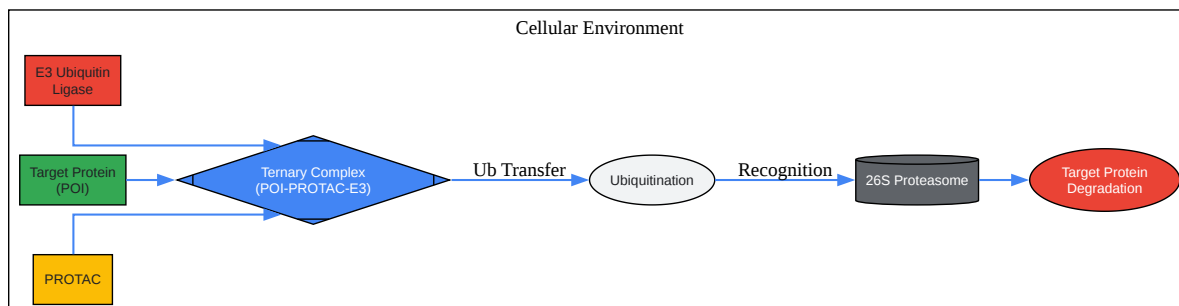 Cellular Environment
E3 Ubiquitin
Ligase
Target Protein
(POI)
PROTAC
Ternary Complex
(POI-PROTAC-E3)
Ub Transfer
Ubiquitination
Recognition
26S Proteasome
Target Protein
Degradation